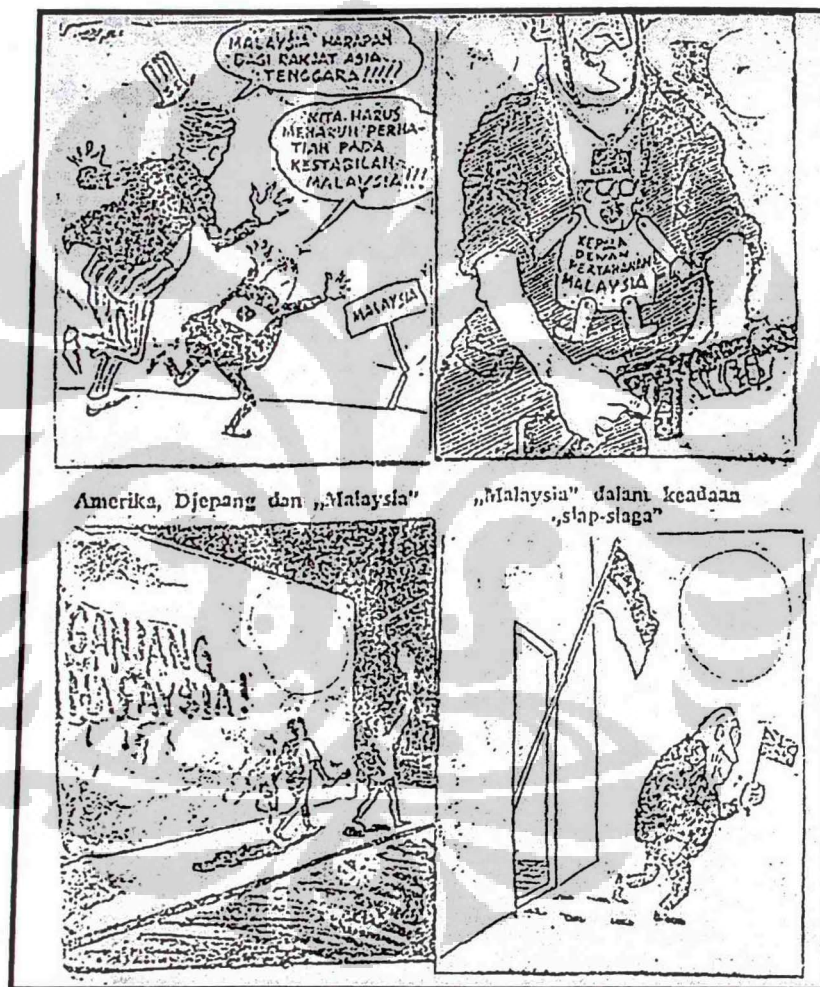 MALAYSIA HARAPAN
BAGI RAKJAT ASIA
TENGGARA !!!!!
KITA HARUS
MENARUH PERHA-
TIAN PADA
KESTABILAN
MALAYSIA!!!
MALAYSIA
KEPALA
DEWAN
PERTAHANAN
MALAYSIA
Amerika, Djepang dan „Malaysia”
„Malaysia” dalam keadaan
„siap-siaga”
GANJANG
MALAYSIA!